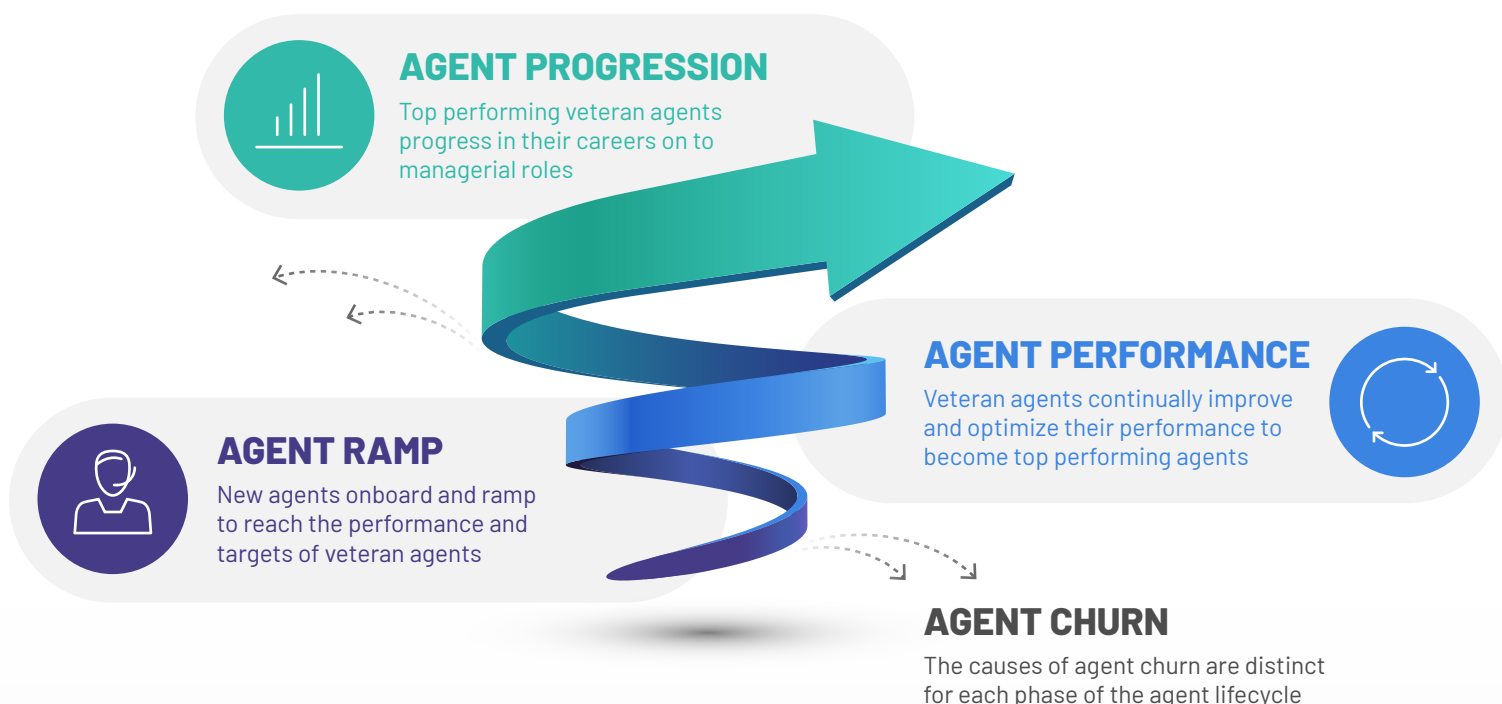 AGENT PROGRESSION
Top performing veteran agents
progress in their careers on to
managerial roles
AGENT PERFORMANCE
Veteran agents continually improve
and optimize their performance to
become top performing agents
AGENT RAMP
New agents onboard and ramp
to reach the performance and
targets of veteran agents
AGENT CHURN
The causes of agent churn are distinct
for each phase of the agent lifecycle